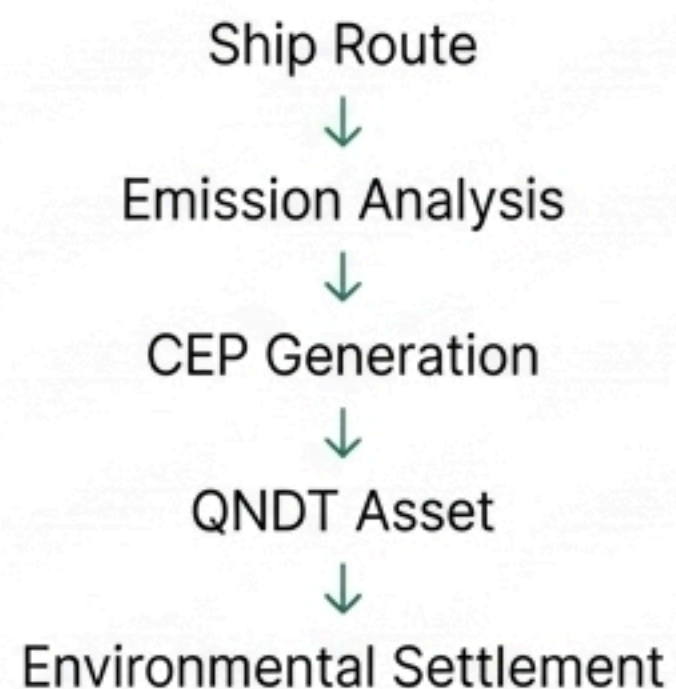 Ship Route
↓
Emission Analysis
↓
CEP Generation
↓
QNDT Asset
↓
Environmental Settlement